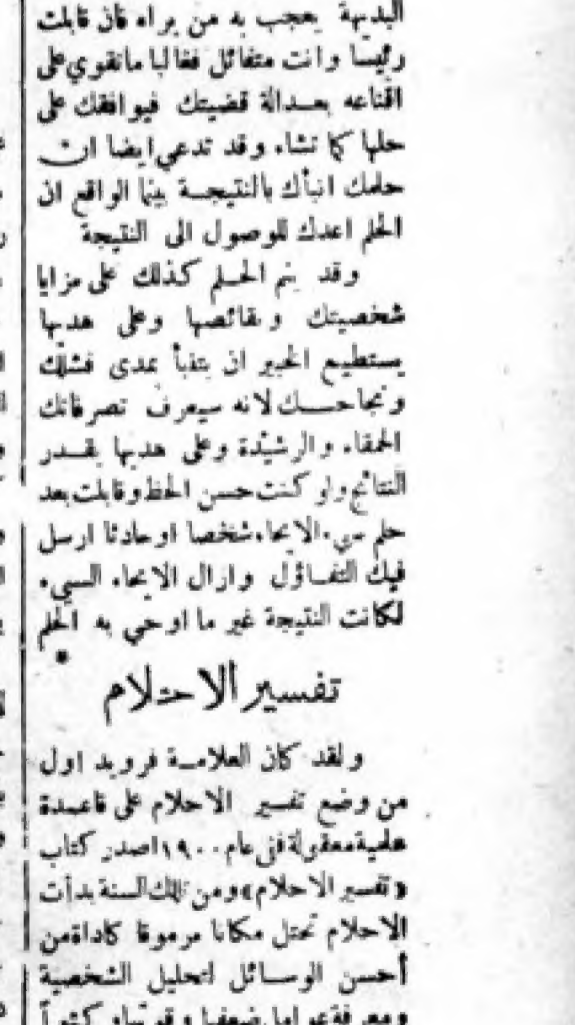 البديهة يعجب به من يراه فان قابلت
رئيسا وانت متفائل فغالبا ماتقوي على
اقناعه بعدالة قضيتك فيوافقك على
حلها كما تشاء وقد تدعي ايضا ان
حلمك انبأك بالنتيجة بينما الواقع ان
الحلم اعدك للوصول الى النتيجة
وقد ينم الحلم كذلك على مزايا
شخصيتك ونقائصها وعلى هديها
يستطيع الخبير ان يتنبأ بمدى فشلك
ونجاحك لانه سيعرف تصرفاتك
الحمقاء والرشيدة وعلى هديها يقدر
النتائج ولو كنت حسن الحظ وقابلت بعد
حلم سيء الايحاء شخصا او حادثا ارسل
فيك التفاؤل وازال الايحاء السيء
لكانت النتيجة غير ما اوحي به الحلم
*
تفسير الاحلام
ولقد كان العلامة فرويد اول
من وضع تفسير الاحلام على قاعدة
علمية معقولة ففي عام ١٩٠٠ اصدر كتاب
«تفسير الاحلام» ومن تلك السنة بدأت
الاحلام تحتل مكانا مرموقا كاداة من
أحسن الوسائل لتحليل الشخصية
ومعرفة عوامل ضعفها وقوتها وكثيراً